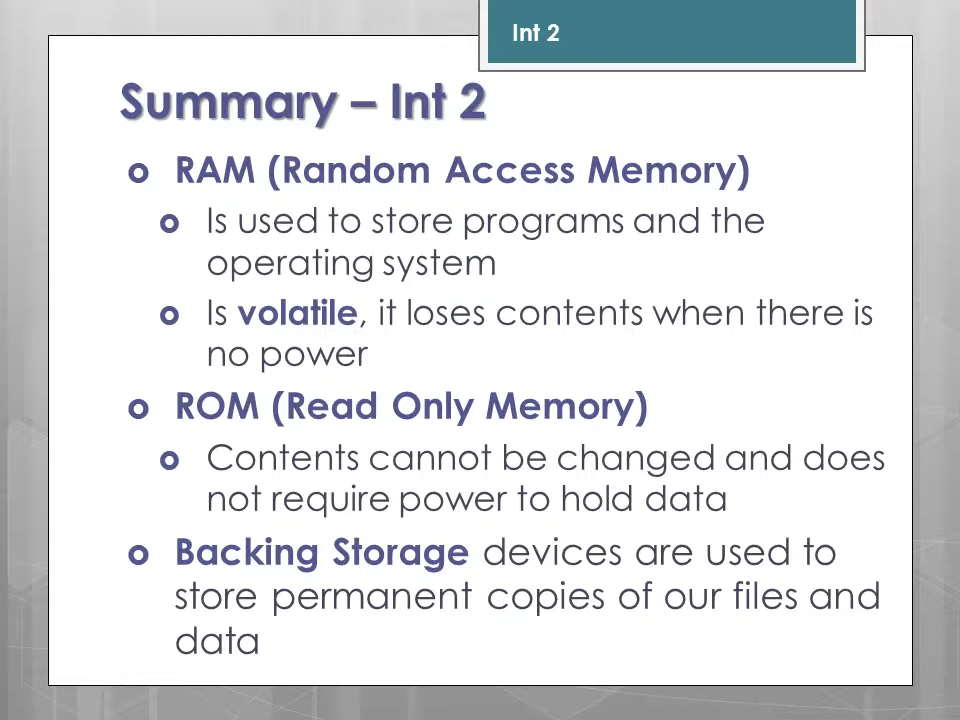 Int 2
Summary – Int 2
RAM (Random Access Memory)
Is used to store programs and the
operating system
Is volatile, it loses contents when there is
no power
ROM (Read Only Memory)
Contents cannot be changed and does
not require power to hold data
Backing Storage devices are used to
store permanent copies of our files and
data